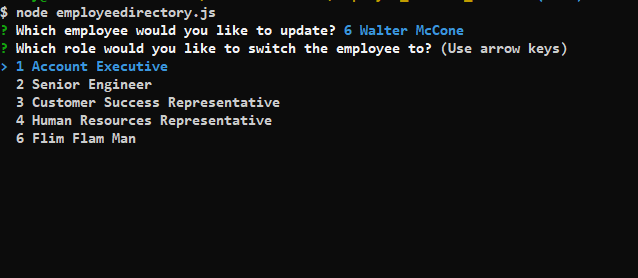 $ node employeedirectory.js
? Which employee would you like to update? 6 Walter McCone
? Which role would you like to switch the employee to? (Use arrow keys)
> 1 Account Executive
2 Senior Engineer
3 Customer Success Representative
4 Human Resources Representative
6 Flim Flam Man